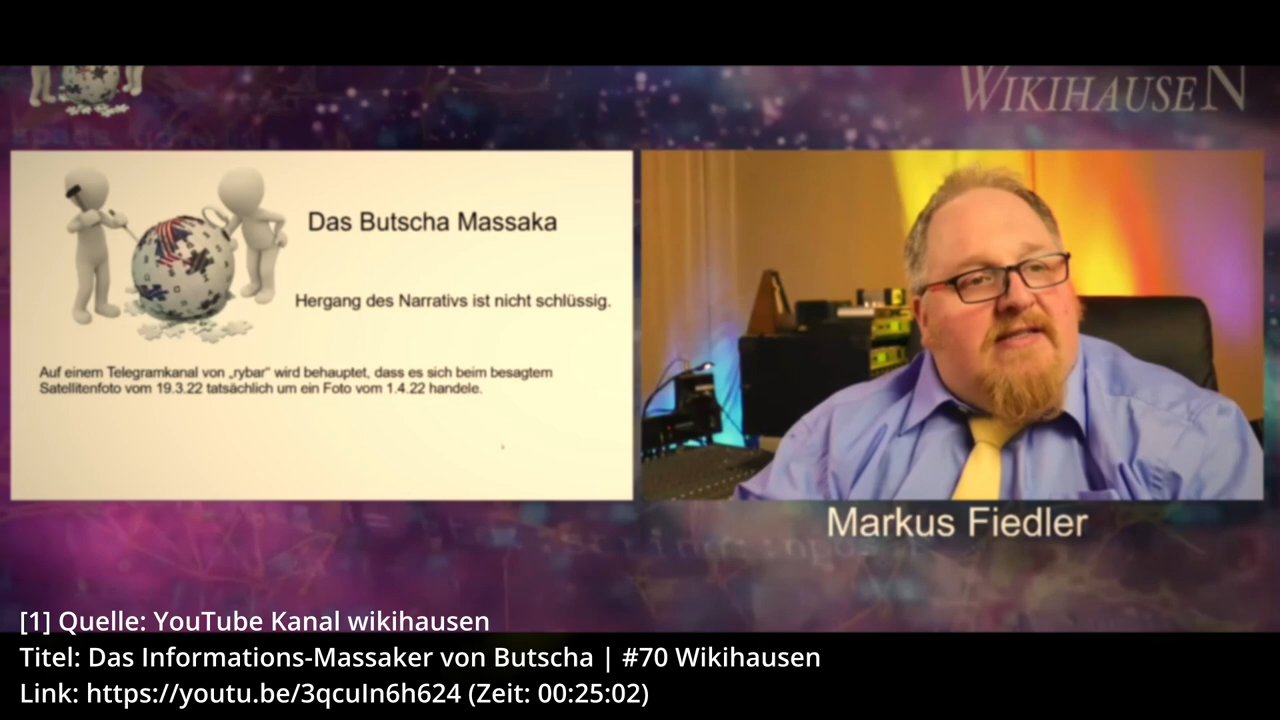 WIKIHAUSEN
Das Butscha Massaka
Hergang des Narrativs ist nicht schlüssig.
Auf einem Telegramkanal von „rybar“ wird behauptet, dass es sich beim besagtem
Satellitenfoto vom 19.3.22 tatsächlich um ein Foto vom 1.4.22 handele.
Markus Fiedler
[1] Quelle: YouTube Kanal wikihausen
Titel: Das Informations-Massaker von Butscha | #70 Wikihausen
Link: https://youtu.be/3qcuIn6h624 (Zeit: 00:25:02)